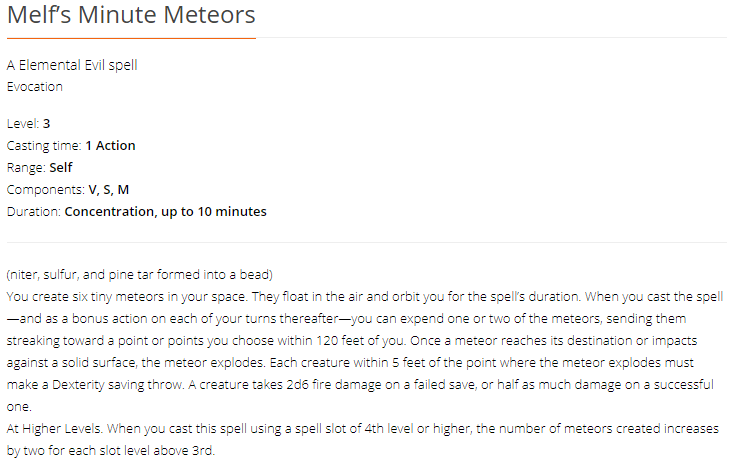 Melf's Minute Meteors
A Elemental Evil spell
Evocation
Level: 3
Casting time: 1 Action
Range: Self
Components: V, S, M
Duration: Concentration, up to 10 minutes
(niter, sulfur, and pine tar formed into a bead)
You create six tiny meteors in your space. They float in the air and orbit you for the spell's duration. When you cast the spell
—and as a bonus action on each of your turns thereafter—you can expend one or two of the meteors, sending them
streaking toward a point or points you choose within 120 feet of you. Once a meteor reaches its destination or impacts
against a solid surface, the meteor explodes. Each creature within 5 feet of the point where the meteor explodes must
make a Dexterity saving throw. A creature takes 2d6 fire damage on a failed save, or half as much damage on a successful
one.
At Higher Levels. When you cast this spell using a spell slot of 4th level or higher, the number of meteors created increases
by two for each slot level above 3rd.